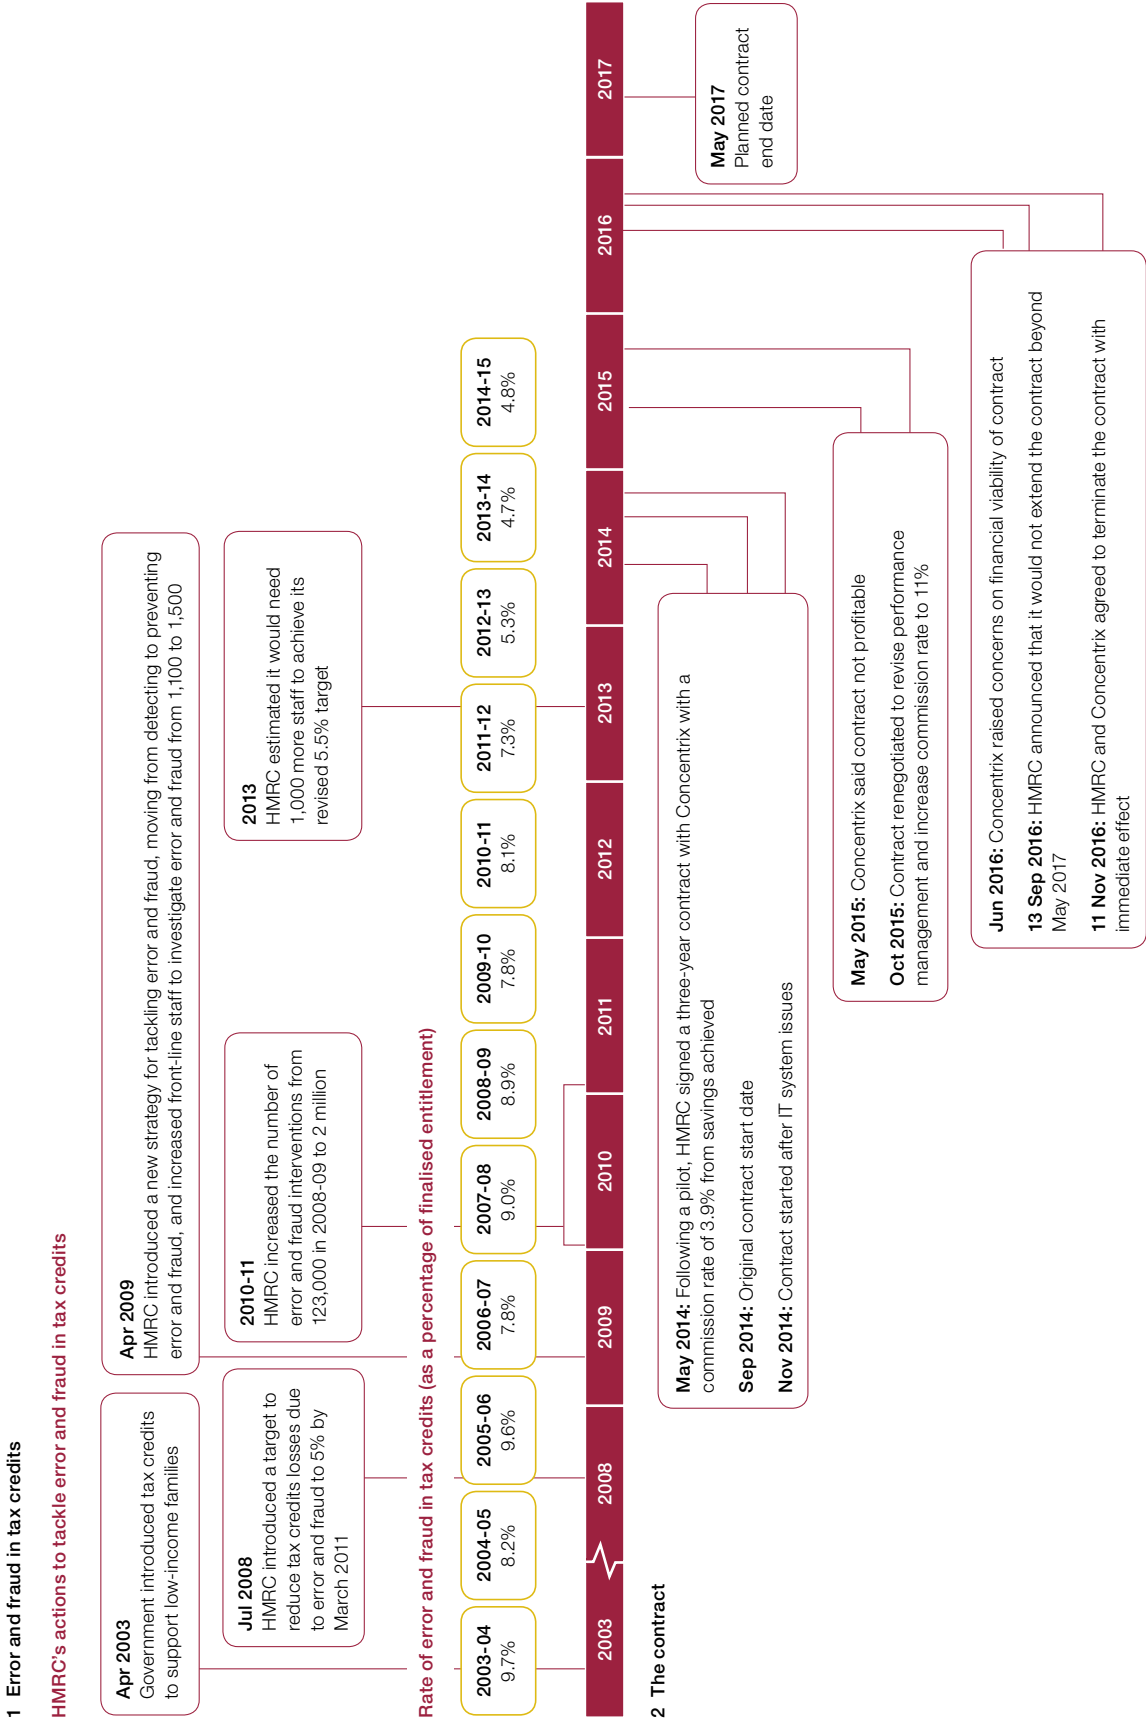 1 Error and fraud in tax credits
HMRC's actions to tackle error and fraud in tax credits
Apr 2003
Government introduced tax credits
to support low-income families
Apr 2009
HMRC introduced a new strategy for tackling error and fraud, moving from detecting to preventing
error and fraud, and increased front-line staff to investigate error and fraud from 1,100 to 1,500
Jul 2008
HMRC introduced a target to
reduce tax credits losses due
to error and fraud to 5% by
March 2011
2010-11
HMRC increased the number of
error and fraud interventions from
123,000 in 2008-09 to 2 million
2013
HMRC estimated it would need
1,000 more staff to achieve its
revised 5.5% target
Rate of error and fraud in tax credits (as a percentage of finalised entitlement)
2003-04
9.7%
2004-05
8.2%
2005-06
9.6%
2006-07
7.8%
2007-08
9.0%
2008-09
8.9%
2009-10
7.8%
2010-11
8.1%
2011-12
7.3%
2012-13
5.3%
2013-14
4.7%
2014-15
4.8%
2003
2008
2009
2010
2011
2012
2013
2014
2015
2016
2017
2 The contract
May 2014: Following a pilot, HMRC signed a three-year contract with Concentrix with a
commission rate of 3.9% from savings achieved
Sep 2014: Original contract start date
Nov 2014: Contract started after IT system issues
May 2015: Concentrix said contract not profitable
Oct 2015: Contract renegotiated to revise performance
management and increase commission rate to 11%
Jun 2016: Concentrix raised concerns on financial viability of contract
13 Sep 2016: HMRC announced that it would not extend the contract beyond
May 2017
11 Nov 2016: HMRC and Concentrix agreed to terminate the contract with
immediate effect
May 2017
Planned contract
end date